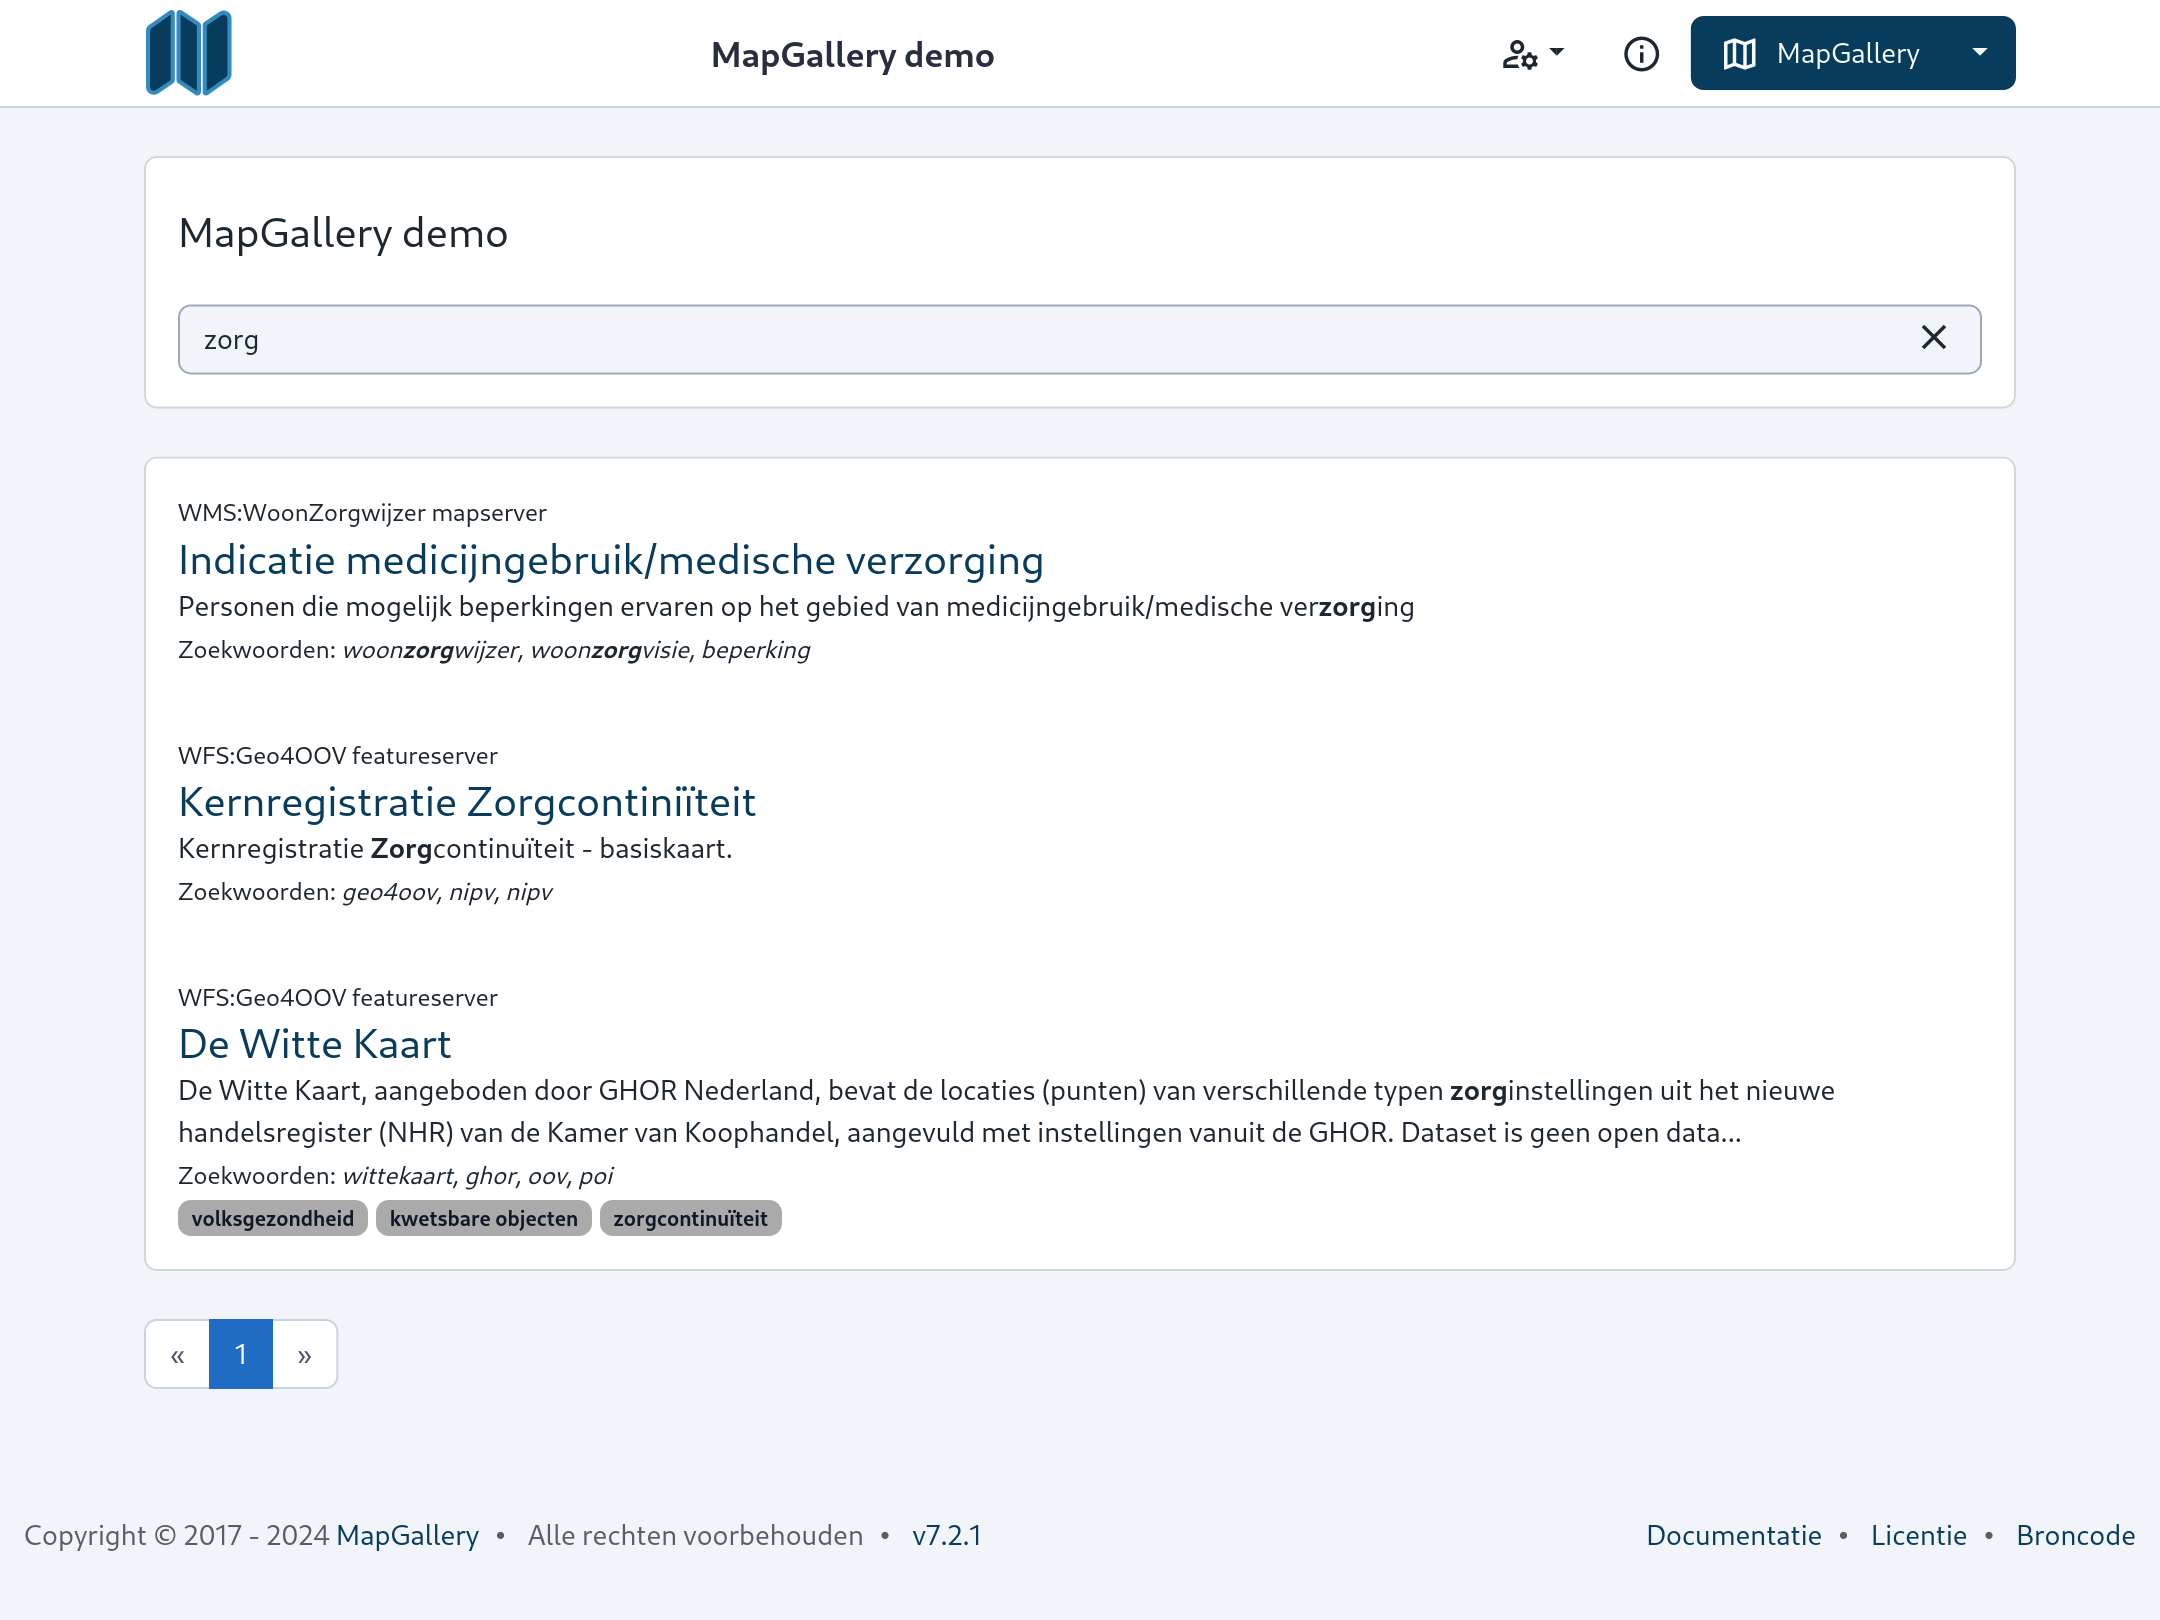 MapGallery demo
MapGallery
MapGallery demo
zorg
WMS:WoonZorgwijzer mapserver
Indicatie medicijngebruik/medische verzorging
Personen die mogelijk beperkingen ervaren op het gebied van medicijngebruik/medische verzorging
Zoekwoorden: woonzorgwijzer, woonzorgvisie, beperking
WFS:Geo4OOV featureserver
Kernregistratie Zorgcontinïïteit
Kernregistratie Zorgcontinuïteit - basiskaart.
Zoekwoorden: geo4oov, nipv, nipv
WFS:Geo4OOV featureserver
De Witte Kaart
De Witte Kaart, aangeboden door GHOR Nederland, bevat de locaties (punten) van verschillende typen zorginstellingen uit het nieuwe
handelsregister (NHR) van de Kamer van Koophandel, aangevuld met instellingen vanuit de GHOR. Dataset is geen open data...
Zoekwoorden: wittekaart, ghor, oov, poi
volksgezondheid kwetsbare objecten zorgcontinuïteit
« 1 »
Copyright © 2017 - 2024 MapGallery • Alle rechten voorbehouden • v7.2.1
Documentatie • Licentie • Broncode